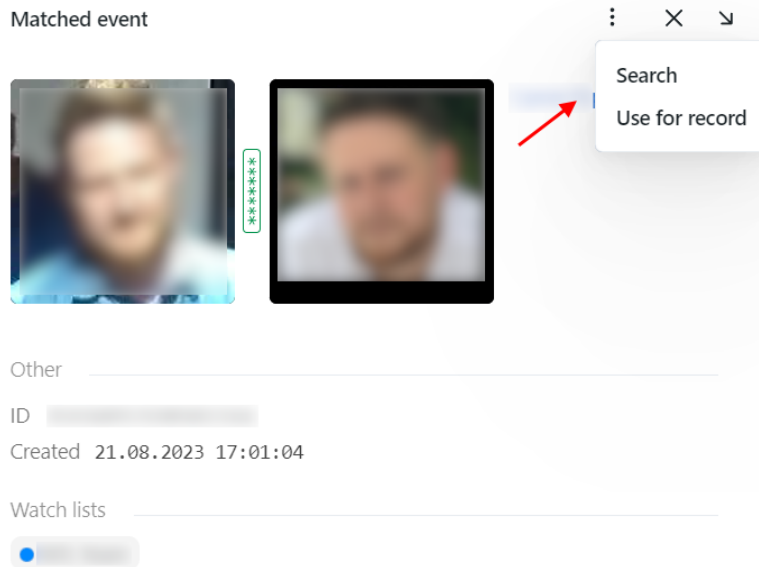 Matched event
Search
Use for record
*******
Other
ID
Created 21.08.2023 17:01:04
Watch lists